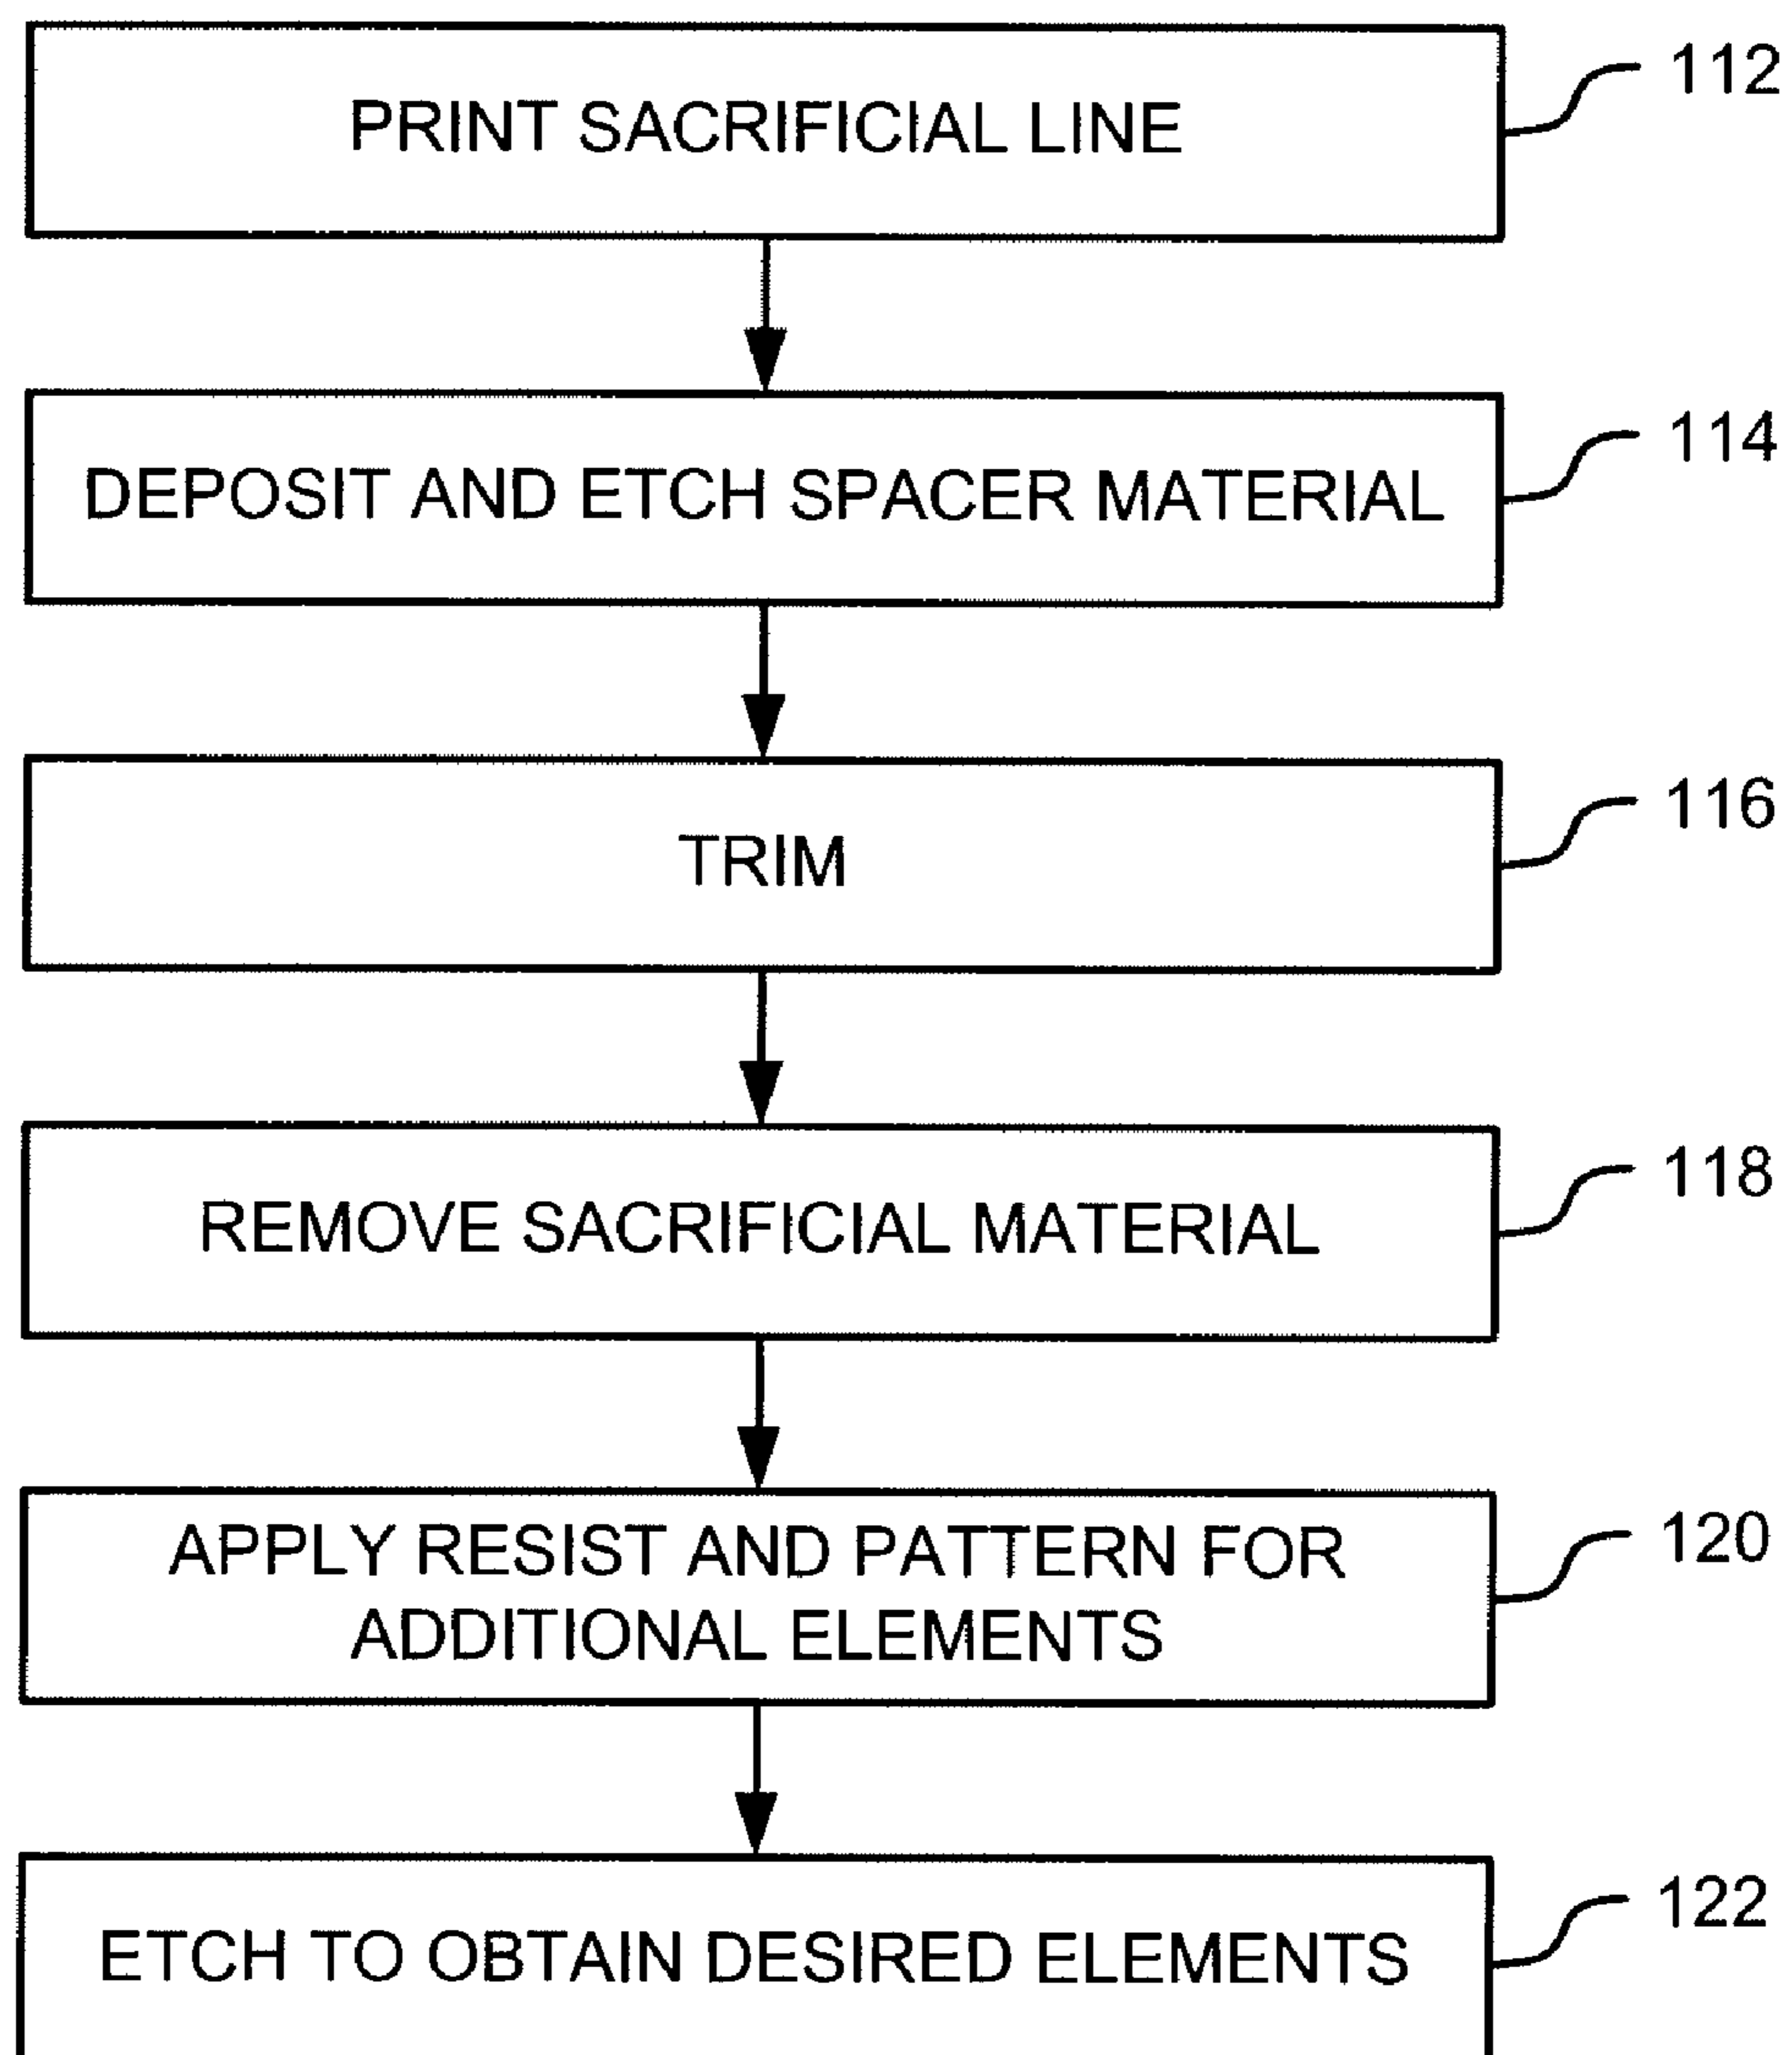 PRINT SACRIFICIAL LINE
112
DEPOSIT AND ETCH SPACER MATERIAL
114
TRIM
116
REMOVE SACRIFICIAL MATERIAL
118
APPLY RESIST AND PATTERN FOR
ADDITIONAL ELEMENTS
120
ETCH TO OBTAIN DESIRED ELEMENTS
122